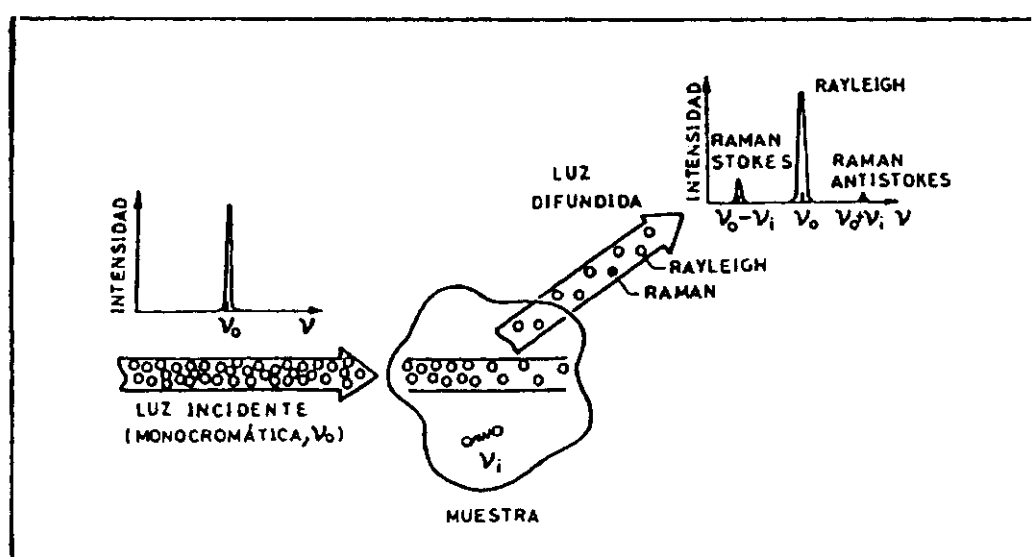 INTENSIDAD
ν₀
ν
LUZ INCIDENTE
(MONOCROMÁTICA, ν₀)
MUESTRA
νᵢ
LUZ
DIFUNDIDA
RAYLEIGH
RAMAN
INTENSIDAD
RAYLEIGH
RAMAN
STOKES
RAMAN
ANTISTOKES
ν₀-νᵢ ν₀ ν₀+νᵢ ν